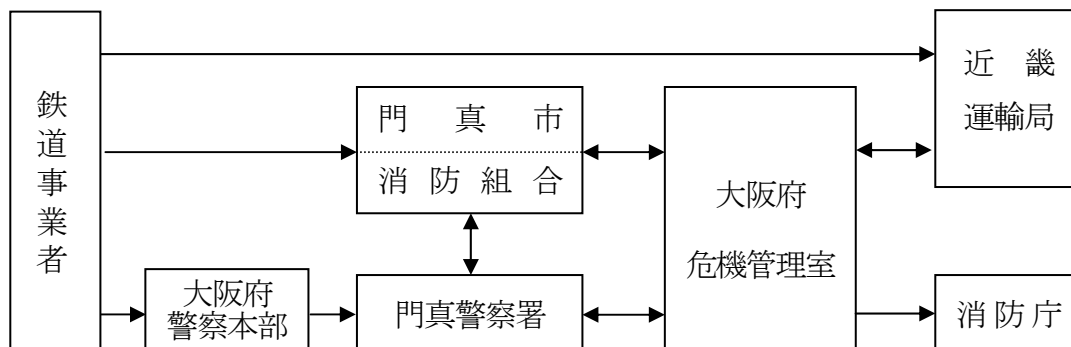 鉄道事業者
門真市
消防組合
大阪府
警察本部
門真警察署
大阪府
危機管理室
近畿
運輸局
消防庁